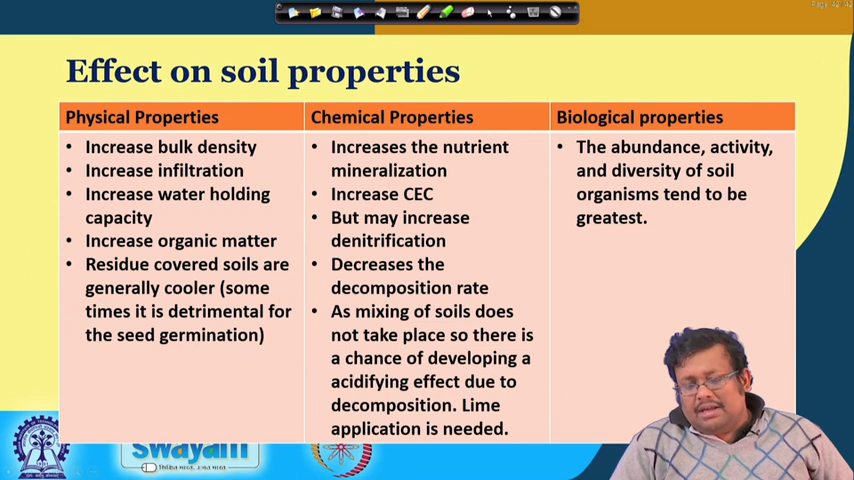 Effect on soil properties
Physical Properties
• Increase bulk density
• Increase infiltration
• Increase water holding
capacity
• Increase organic matter
• Residue covered soils are
generally cooler (some
times it is detrimental for
the seed germination)
Chemical Properties
• Increases the nutrient
mineralization
• Increase CEC
• But may increase
denitrification
• Decreases the
decomposition rate
• As mixing of soils does
not take place so there is
a chance of developing a
acidifying effect due to
decomposition. Lime
application is needed.
Biological properties
• The abundance, activity,
and diversity of soil
organisms tend to be
greatest.
swayam